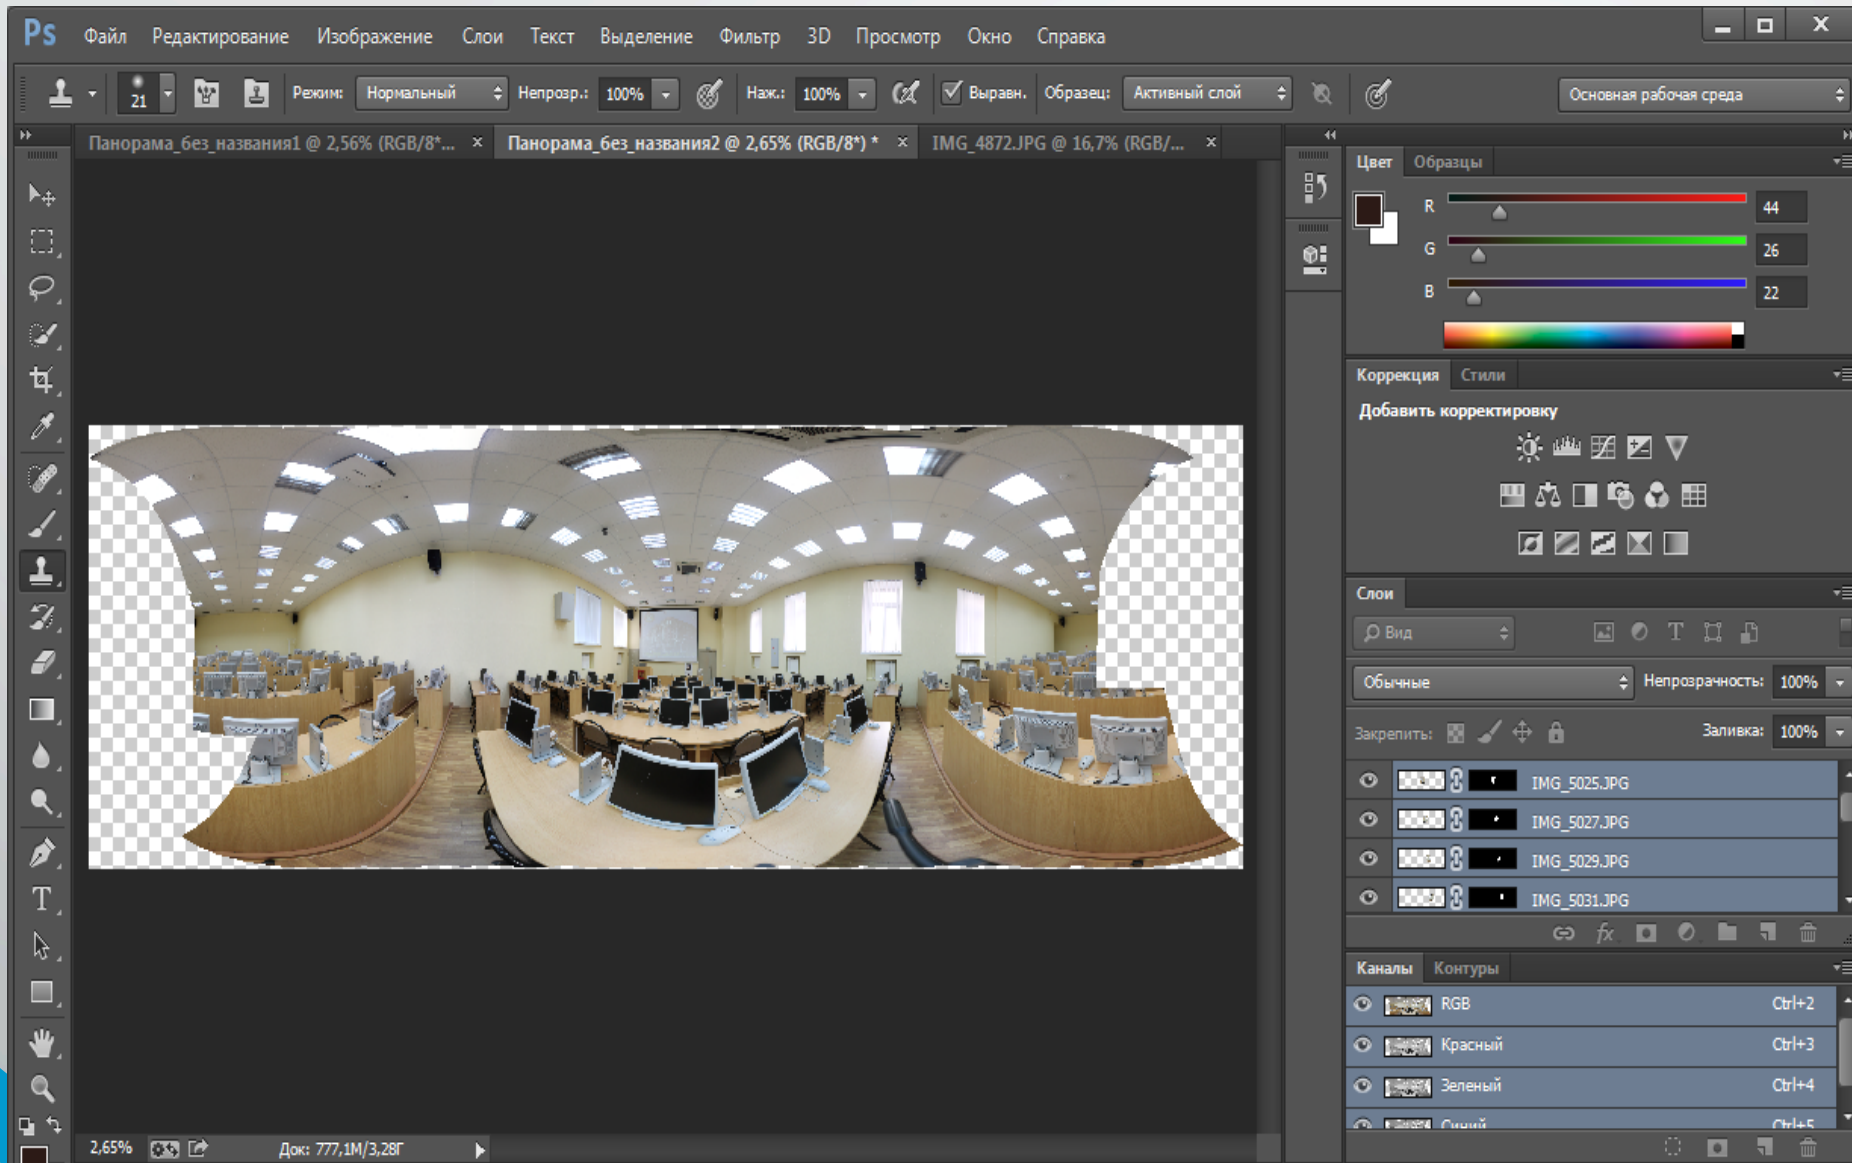 Ps Файл Редактирование Изображение Слои Текст Выделение Фильтр 3D Просмотр Окно Справка
21 Режим: Нормальный Непрозр.: 100% Наж.: 100% Выравн. Образец: Активный слой Основная рабочая среда
Панорама_без_названия1 @ 2,56% (RGB/8*... × Панорама_без_названия2 @ 2,65% (RGB/8*) * × IMG_4872.JPG @ 16,7% (RGB/... ×
Цвет Образцы
R 44
G 26
B 22
Коррекция Стили
Добавить корректировку
Слои
Вид
Обычные Непрозрачность: 100%
Закрепить: Заливка: 100%
IMG_5025.JPG
IMG_5027.JPG
IMG_5029.JPG
IMG_5031.JPG
fx
Каналы Контуры
RGB Ctrl+2
Красный Ctrl+3
Зеленый Ctrl+4
Синий Ctrl+5
2,65% Док: 777,1M/3,28Г